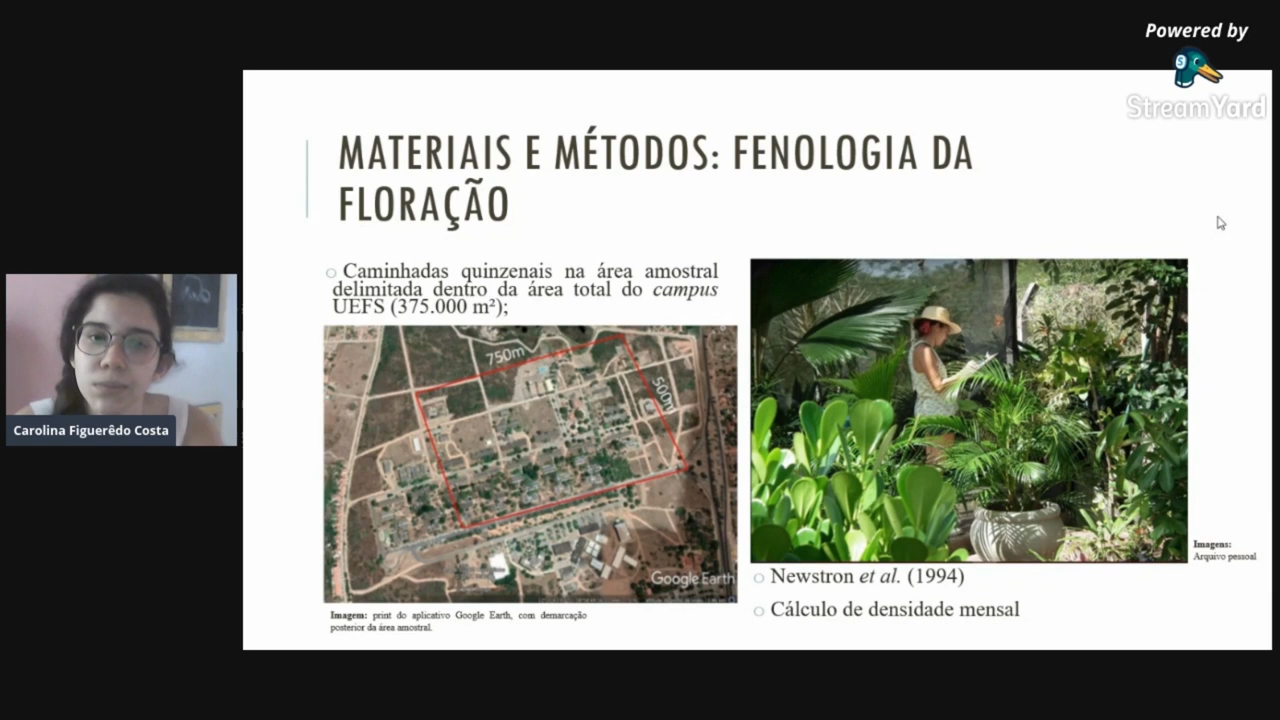 Powered by
StreamYard
MATERIAIS E MÉTODOS: FENOLOGIA DA
FLORAÇÃO
Caminhadas quinzenais na área amostral
delimitada dentro da área total do campus
UEFS (375.000 m²);
750m
500m
Google Earth
Imagem: print do aplicativo Google Earth, com demarcação
posterior da área amostral.
Imagens:
Arquivo pessoal
Newstron et al. (1994)
Cálculo de densidade mensal
Carolina Figuerêdo Costa